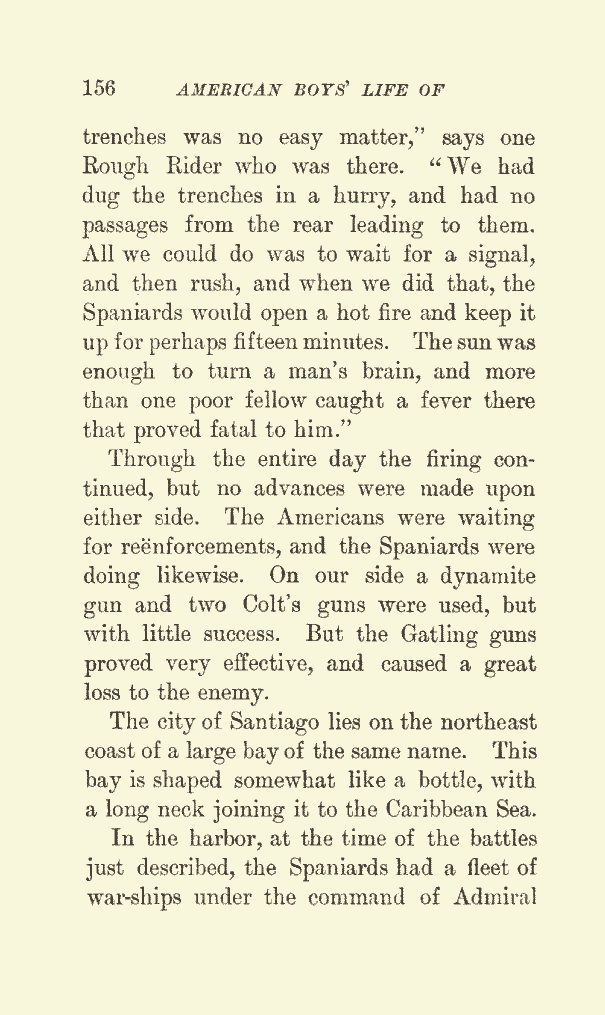 156 AMERICAN BOYS' LIFE OF
trenches was no easy matter,” says one
Rough Rider who was there. “We had
dug the trenches in a hurry, and had no
passages from the rear leading to them.
All we could do was to wait for a signal,
and then rush, and when we did that, the
Spaniards would open a hot fire and keep it
up for perhaps fifteen minutes. The sun was
enough to turn a man's brain, and more
than one poor fellow caught a fever there
that proved fatal to him.”
Through the entire day the firing con-
tinued, but no advances were made upon
either side. The Americans were waiting
for reënforcements, and the Spaniards were
doing likewise. On our side a dynamite
gun and two Colt's guns were used, but
with little success. But the Gatling guns
proved very effective, and caused a great
loss to the enemy.
The city of Santiago lies on the northeast
coast of a large bay of the same name. This
bay is shaped somewhat like a bottle, with
a long neck joining it to the Caribbean Sea.
In the harbor, at the time of the battles
just described, the Spaniards had a fleet of
war-ships under the command of Admiral